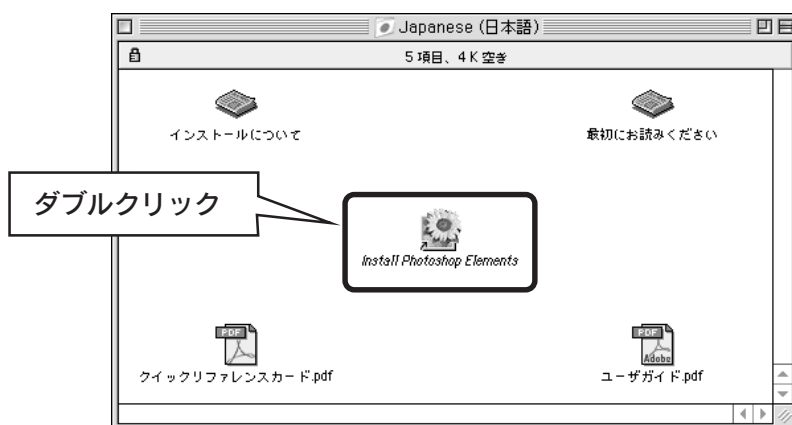 Japanese (日本語)
5 項目、4 K 空き
インストールについて
最初にお読みください
ダブルクリック
Install Photoshop Elements
PDF
クイックリファレンスカード.pdf
PDF
Adobe
ユーザガイド.pdf